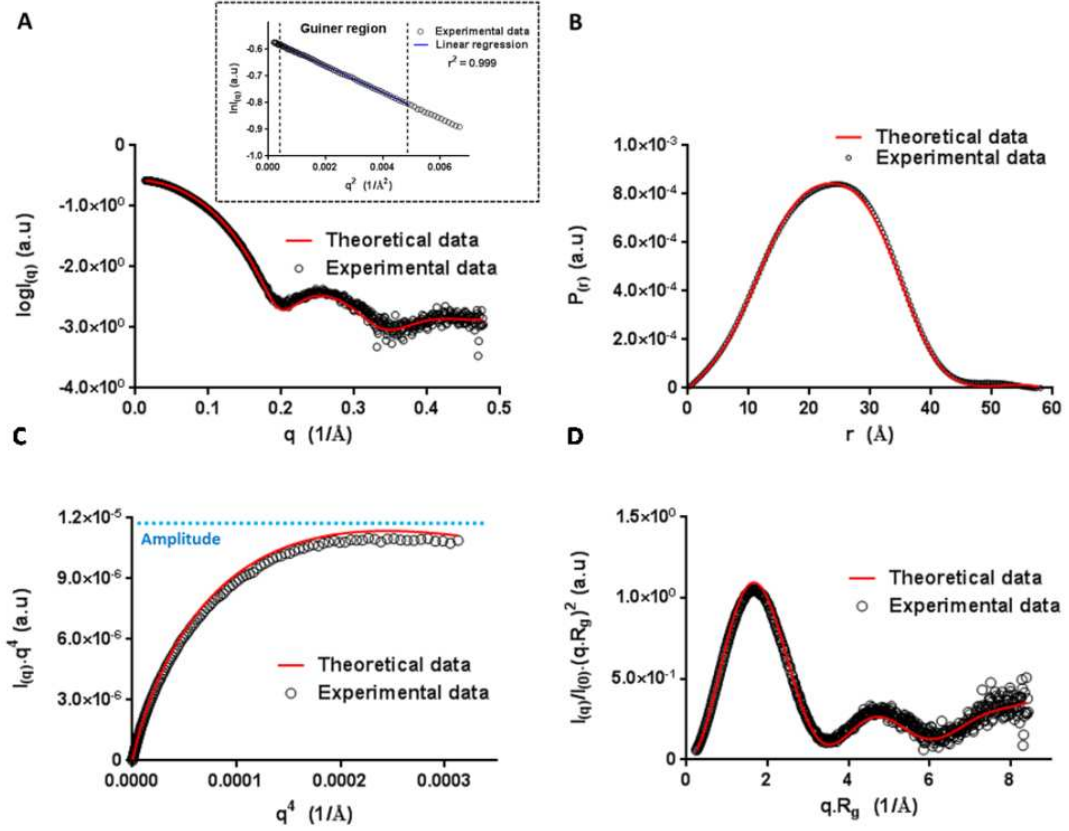 A
Guiner region
Experimental data
Linear regression
r² = 0.999
-0.6
-0.7
-0.8
-0.9
-1.0
lnI(q) (a.u)
0.000 0.002 0.004 0.006
q² (1/Å²)
0
-1.0×10⁰
-2.0×10⁰
-3.0×10⁰
-4.0×10⁰
logI(q) (a.u)
Theoretical data
Experimental data
0.0 0.1 0.2 0.3 0.4 0.5
q (1/Å)
B
1.0×10⁻³
8.0×10⁻⁴
6.0×10⁻⁴
4.0×10⁻⁴
2.0×10⁻⁴
0
P(r) (a.u)
Theoretical data
Experimental data
0 10 20 30 40 50 60
r (Å)
C
1.2×10⁻⁵
9.0×10⁻⁶
6.0×10⁻⁶
3.0×10⁻⁶
0
I(q)·q⁴ (a.u)
Amplitude
Theoretical data
Experimental data
0.0000 0.0001 0.0002 0.0003
q⁴ (1/Å)
D
1.5×10⁰
1.0×10⁰
5.0×10⁻¹
0
I(q)/I(0)·(q.Rg)² (a.u)
Theoretical data
Experimental data
0 2 4 6 8
q.Rg (1/Å)